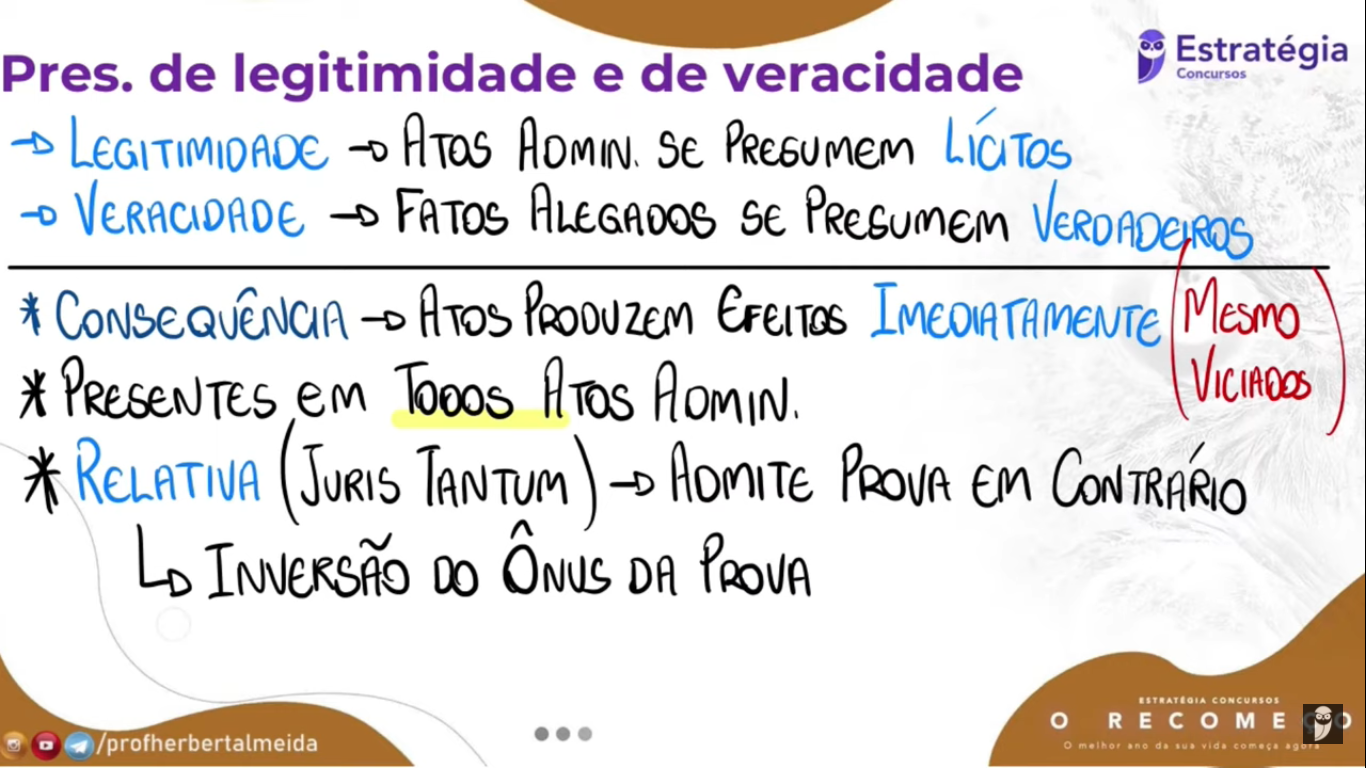 Pres. de legitimidade e de veracidade
Estratégia
Concursos
→ LEGITIMIDADE → ATOS ADMIN. SE PRESUMEM LÍCITOS
→ VERACIDADE → FATOS ALEGADOS SE PRESUMEM VERDADEIROS
* CONSEQUÊNCIA → ATOS PRODUZEM EFEITOS IMEDIATAMENTE (MESMO
VICIADOS)
* PRESENTES EM TODOS ATOS ADMIN.
* RELATIVA (JURIS TANTUM) → ADMITE PROVA EM CONTRÁRIO
↳ INVERSÃO DO ÔNUS DA PROVA
/profherbertalmeida
ESTRATÉGIA CONCURSOS
O RECOMEÇO
O melhor ano da sua vida começa agora